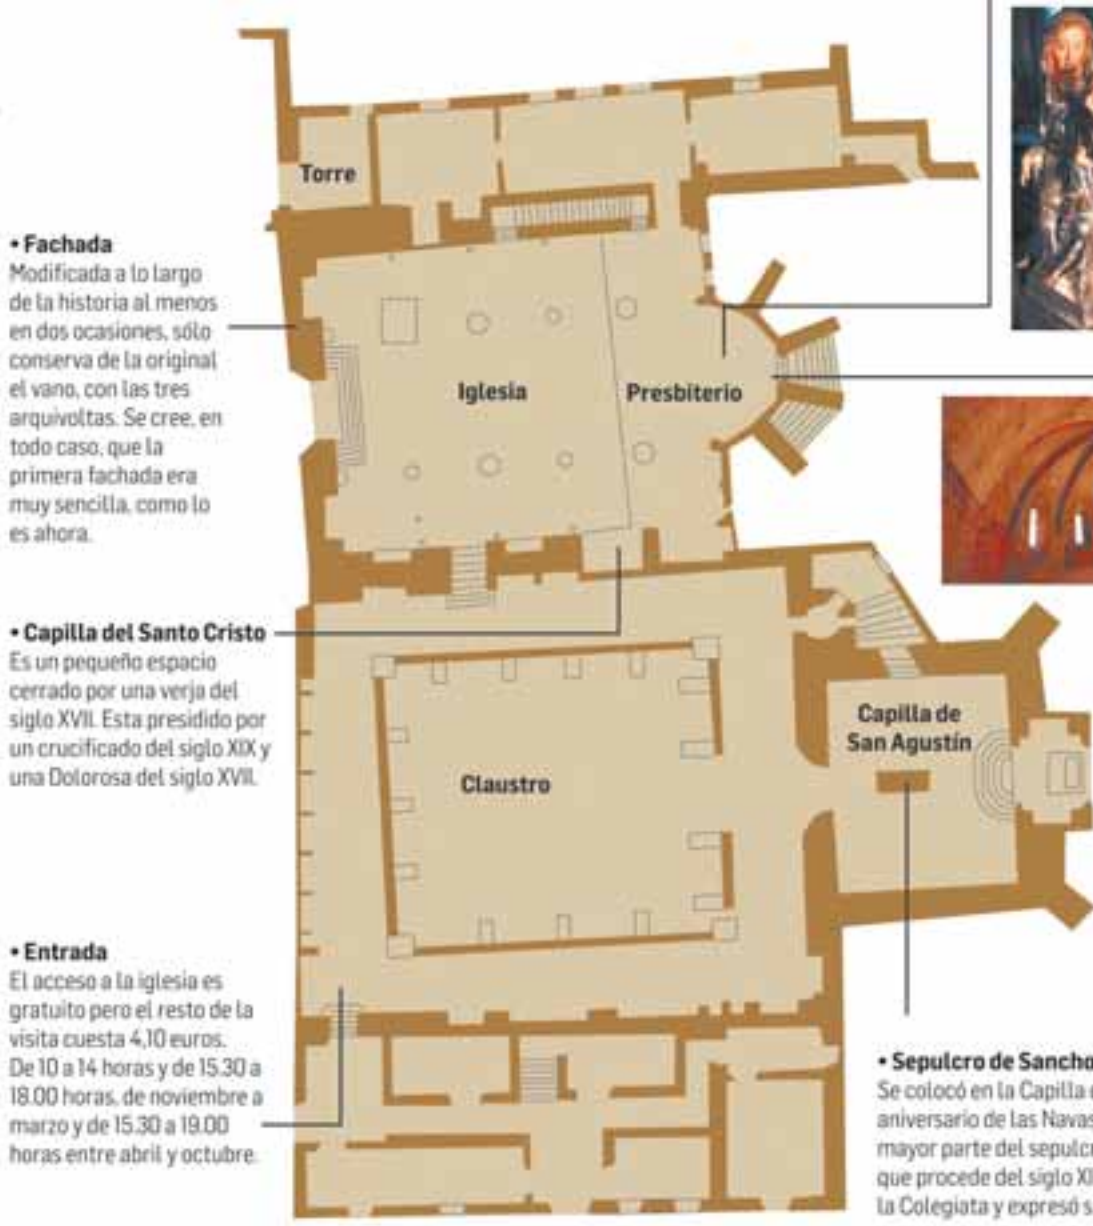 Torre
• Fachada
Modificada a lo largo
de la historia al menos
en dos ocasiones, sólo
conserva de la original
el vano, con las tres
arquivoltas. Se cree, en
todo caso, que la
primera fachada era
muy sencilla, como lo
es ahora.
Iglesia
Presbiterio
• Capilla del Santo Cristo
Es un pequeño espacio
cerrado por una verja del
siglo XVII. Esta presidido por
un crucificado del siglo XIX y
una Dolorosa del siglo XVII.
Capilla de
San Agustín
Claustro
• Entrada
El acceso a la iglesia es
gratuito pero el resto de la
visita cuesta 4,10 euros.
De 10 a 14 horas y de 15.30 a
18.00 horas, de noviembre a
marzo y de 15.30 a 19.00
horas entre abril y octubre.
• Sepulcro de Sancho
Se colocó en la Capilla
aniversario de las Navas
mayor parte del sepulcr
que procede del siglo XI
la Colegiata y expresó s